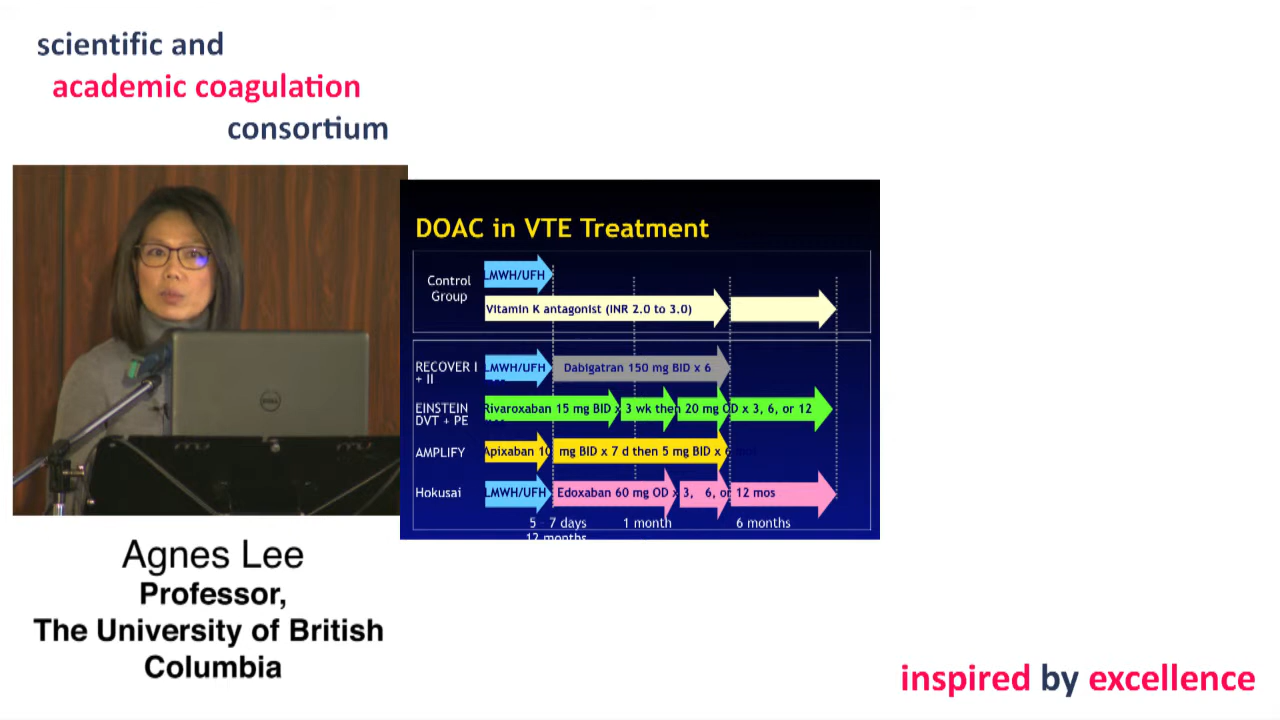 scientific and
academic coagulation
consortium
DOAC in VTE Treatment
Control
Group
LMWH/UFH
Vitamin K antagonist (INR 2.0 to 3.0)
RECOVER I
+ II
LMWH/UFH
Dabigatran 150 mg BID x 6
EINSTEIN
DVT + PE
Rivaroxaban 15 mg BID x 3 wk then 20 mg OD x 3, 6, or 12
AMPLIFY
Apixaban 10 mg BID x 7 d then 5 mg BID x
Hokusai
LMWH/UFH
Edoxaban 60 mg OD x 3, 6, or 12 mos
5 - 7 days 1 month 6 months
12 months
DELL
Agnes Lee
Professor,
The University of British
Columbia
inspired by excellence